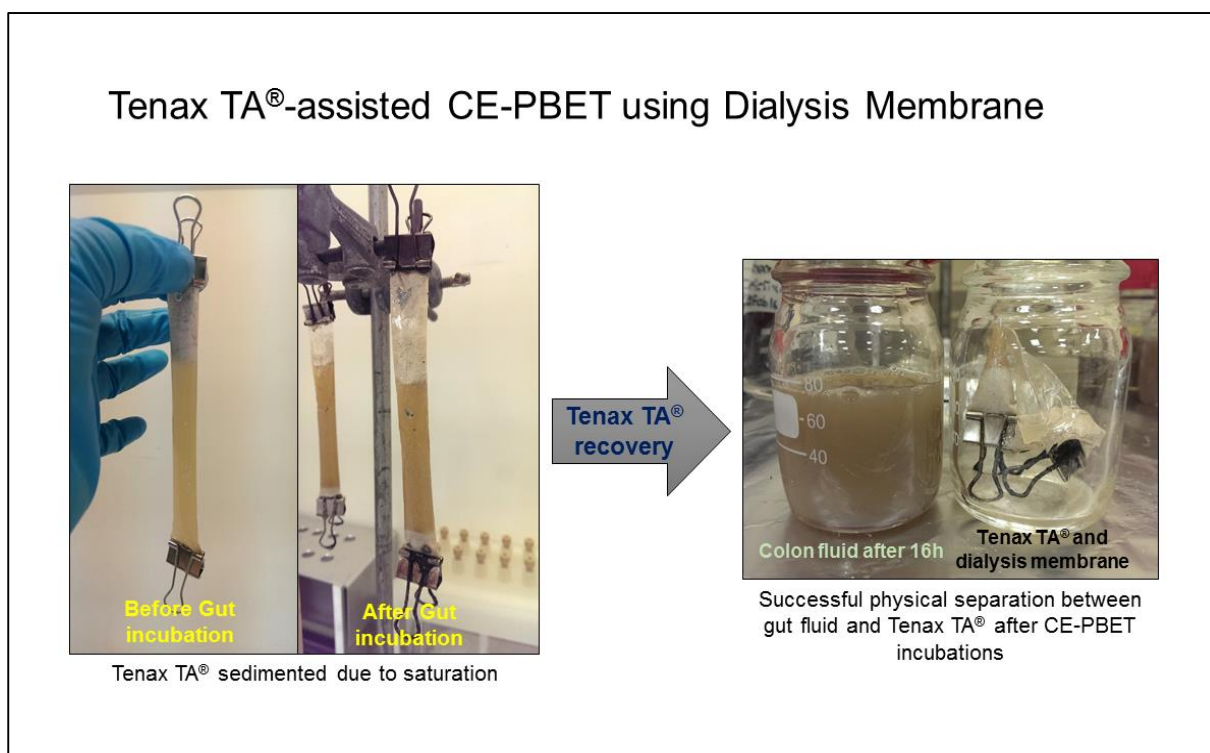 Tenax TA®-assisted CE-PBET using Dialysis Membrane
Before Gut
incubation
After Gut
incubation
Tenax TA® sedimented due to saturation
Tenax TA®
recovery
80
60
40
Colon fluid after 16h
Tenax TA® and
dialysis membrane
Successful physical separation between
gut fluid and Tenax TA® after CE-PBET
incubations